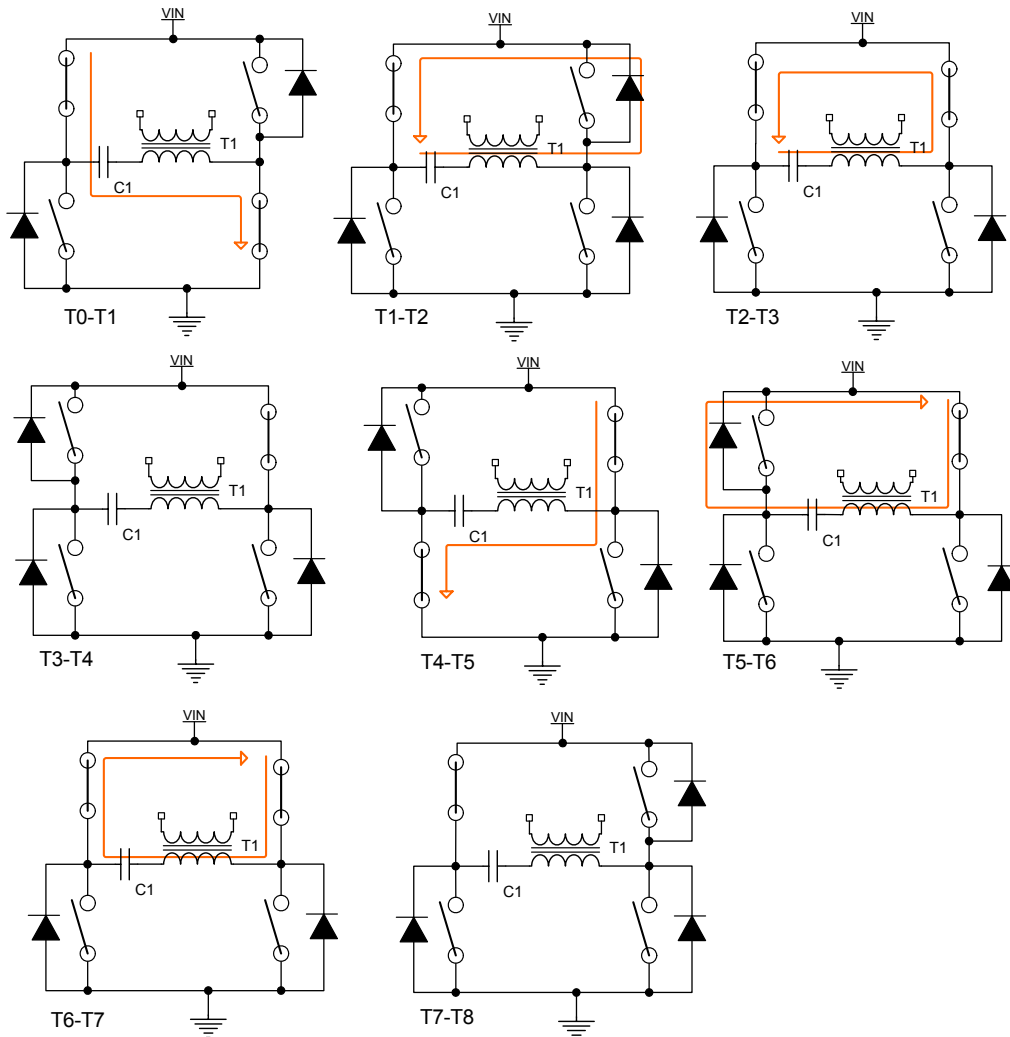 VIN
T1
C1
T0-T1
VIN
T1
C1
T1-T2
VIN
T1
C1
T2-T3
VIN
T1
C1
T3-T4
VIN
T1
C1
T4-T5
VIN
T1
C1
T5-T6
VIN
T1
C1
T6-T7
VIN
T1
C1
T7-T8